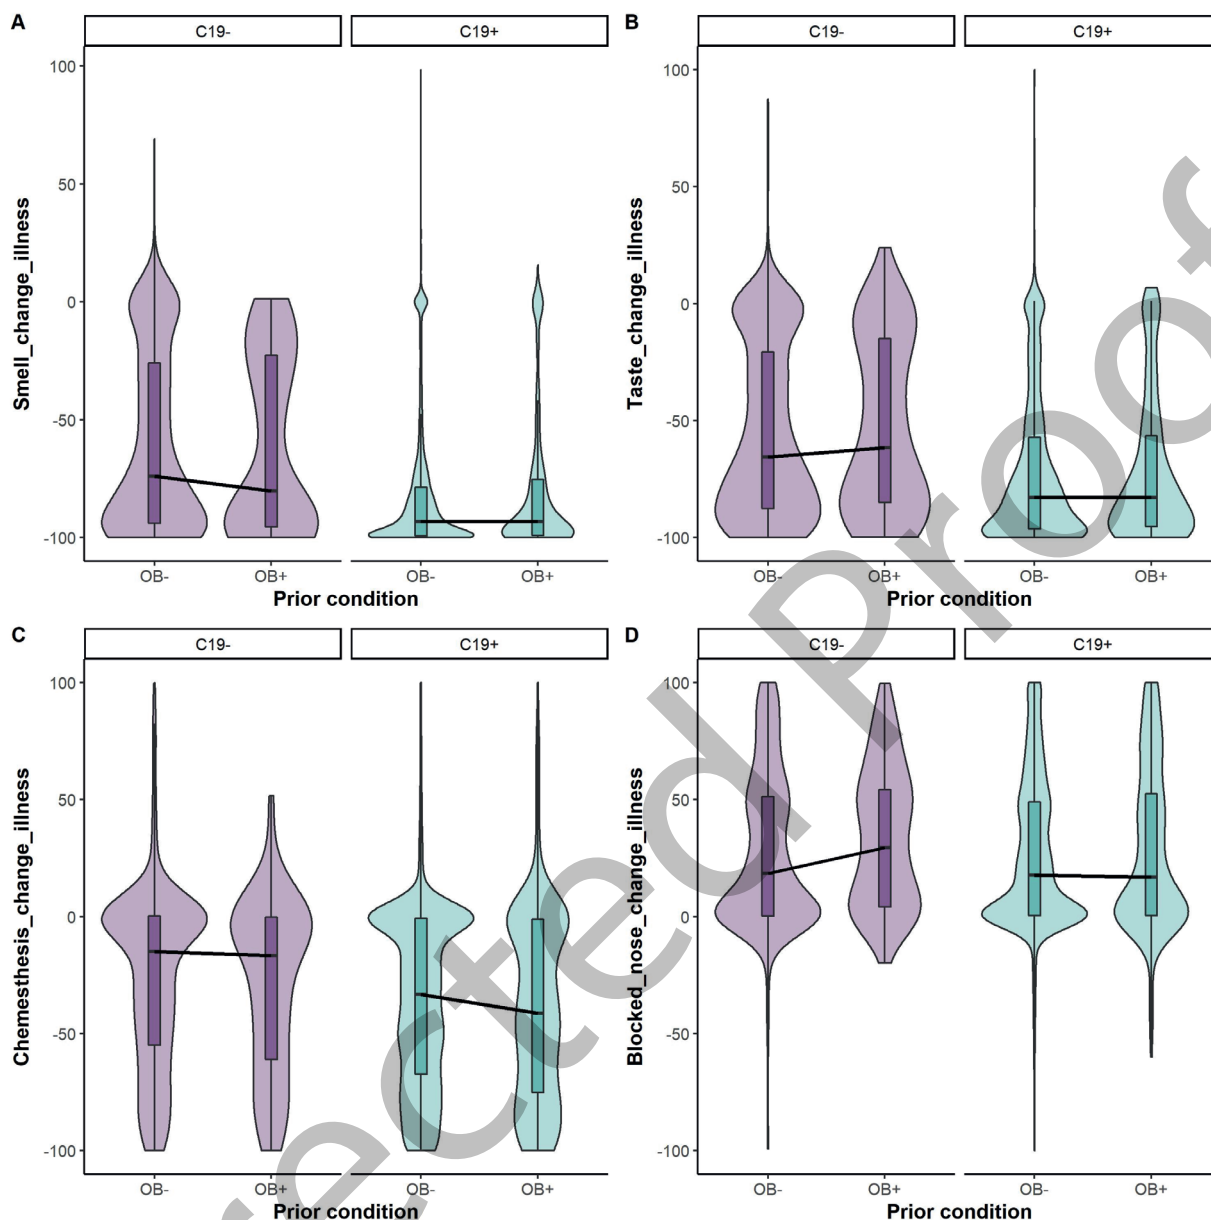 A
C19-
C19+
Smell_change_illness
100
50
0
-50
-100
OB-
OB+
OB-
OB+
Prior condition
B
C19-
C19+
Taste_change_illness
100
50
0
-50
-100
OB-
OB+
OB-
OB+
Prior condition
C
C19-
C19+
Chemesthesis_change_illness
100
50
0
-50
-100
OB-
OB+
OB-
OB+
Prior condition
D
C19-
C19+
Blocked_nose_change_illness
100
50
0
-50
-100
OB-
OB+
OB-
OB+
Prior condition
rected Proof